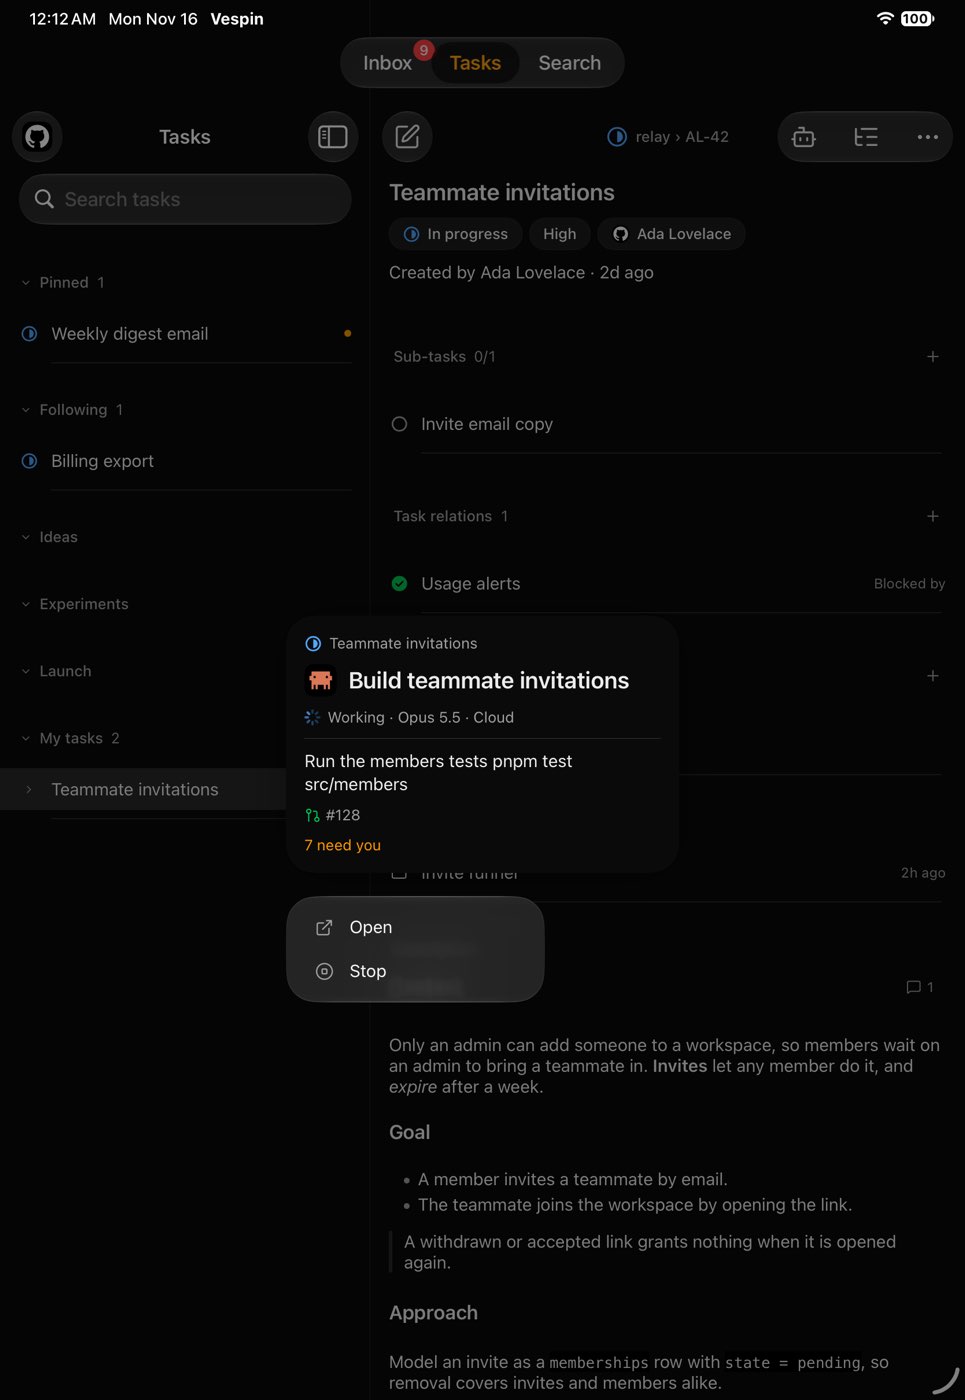 12:12 AM Mon Nov 16 Vespin
100
Inbox 9 Tasks Search
Tasks
relay › AL-42
Search tasks
Teammate invitations
In progress High Ada Lovelace
Created by Ada Lovelace · 2d ago
Pinned 1
Weekly digest email
Following 1
Billing export
Ideas
Experiments
Launch
My tasks 2
Teammate invitations
Sub-tasks 0/1
Invite email copy
Task relations 1
Usage alerts Blocked by
Teammate invitations
Build teammate invitations
Working · Opus 5.5 · Cloud
Run the members tests pnpm test
src/members
#128
7 need you
Invite runner 2h ago
Open
Stop
1
Only an admin can add someone to a workspace, so members wait on
an admin to bring a teammate in. Invites let any member do it, and
expire after a week.
Goal
• A member invites a teammate by email.
• The teammate joins the workspace by opening the link.
A withdrawn or accepted link grants nothing when it is opened
again.
Approach
Model an invite as a memberships row with state = pending, so
removal covers invites and members alike.